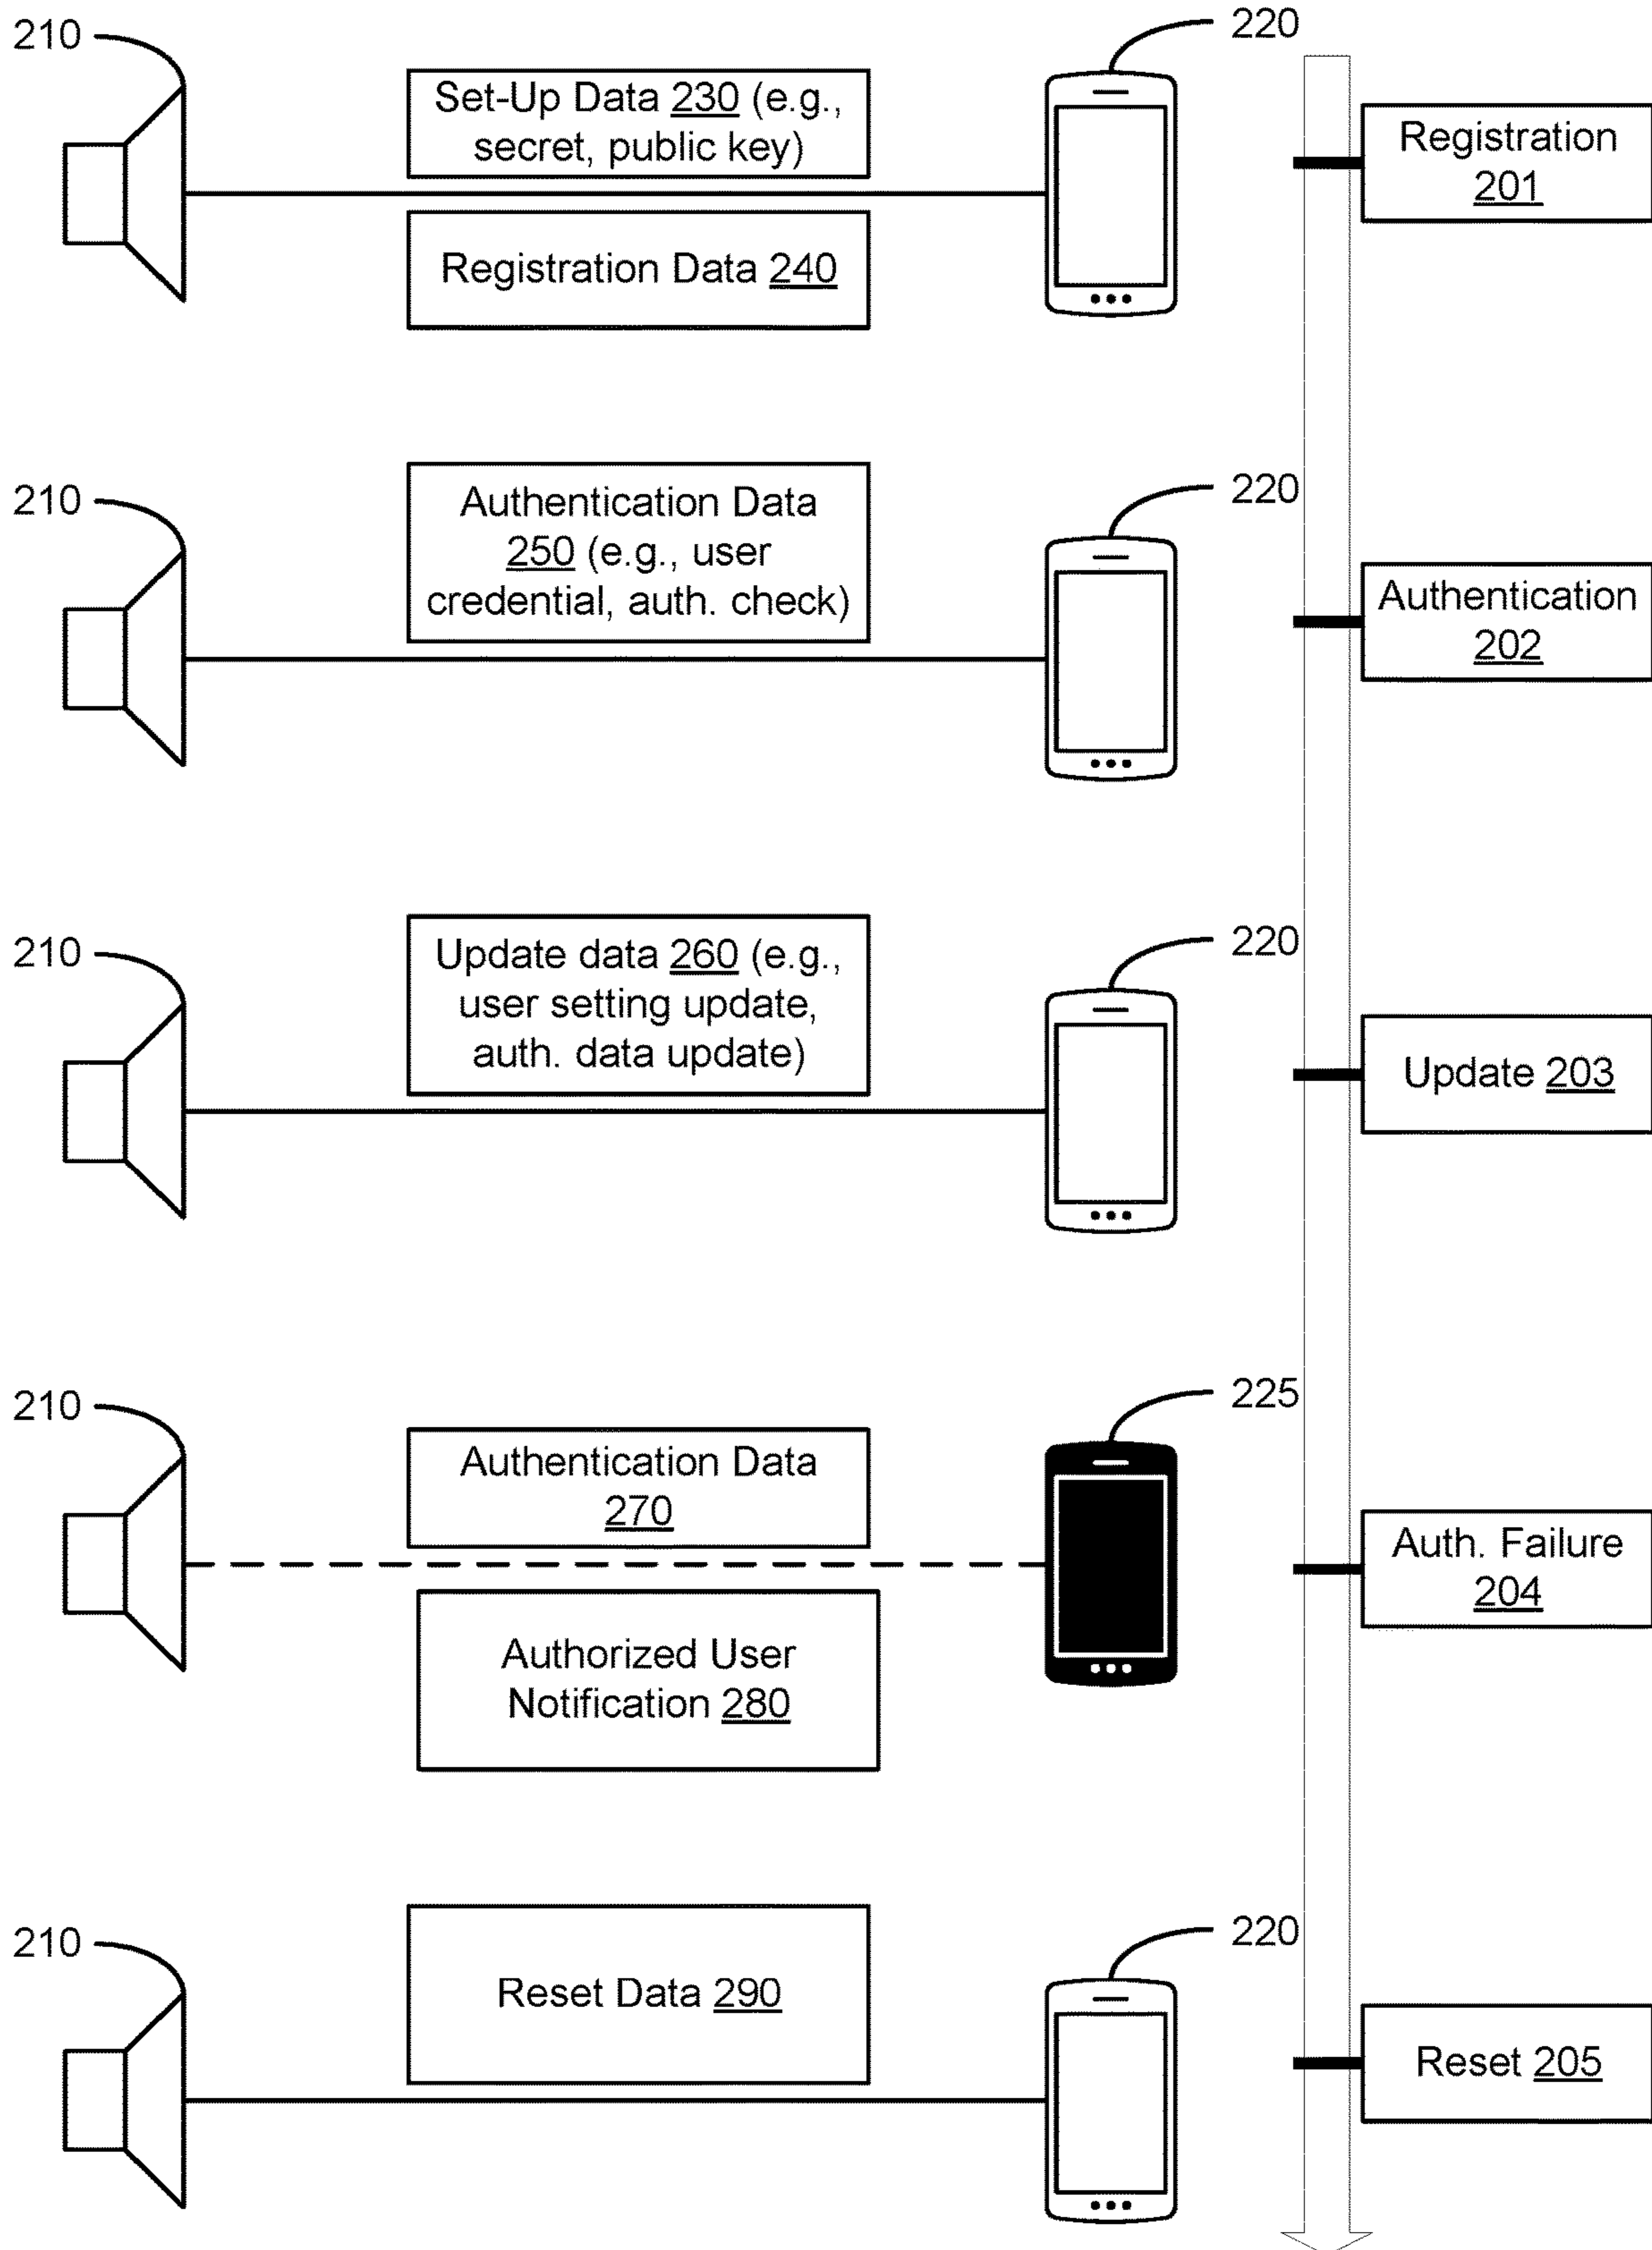 210
220
Set-Up Data 230 (e.g.,
secret, public key)
Registration
201
Registration Data 240
210
220
Authentication Data
250 (e.g., user
credential, auth. check)
Authentication
202
210
220
Update data 260 (e.g.,
user setting update,
auth. data update)
Update 203
210
225
Authentication Data
270
Auth. Failure
204
Authorized User
Notification 280
210
220
Reset Data 290
Reset 205